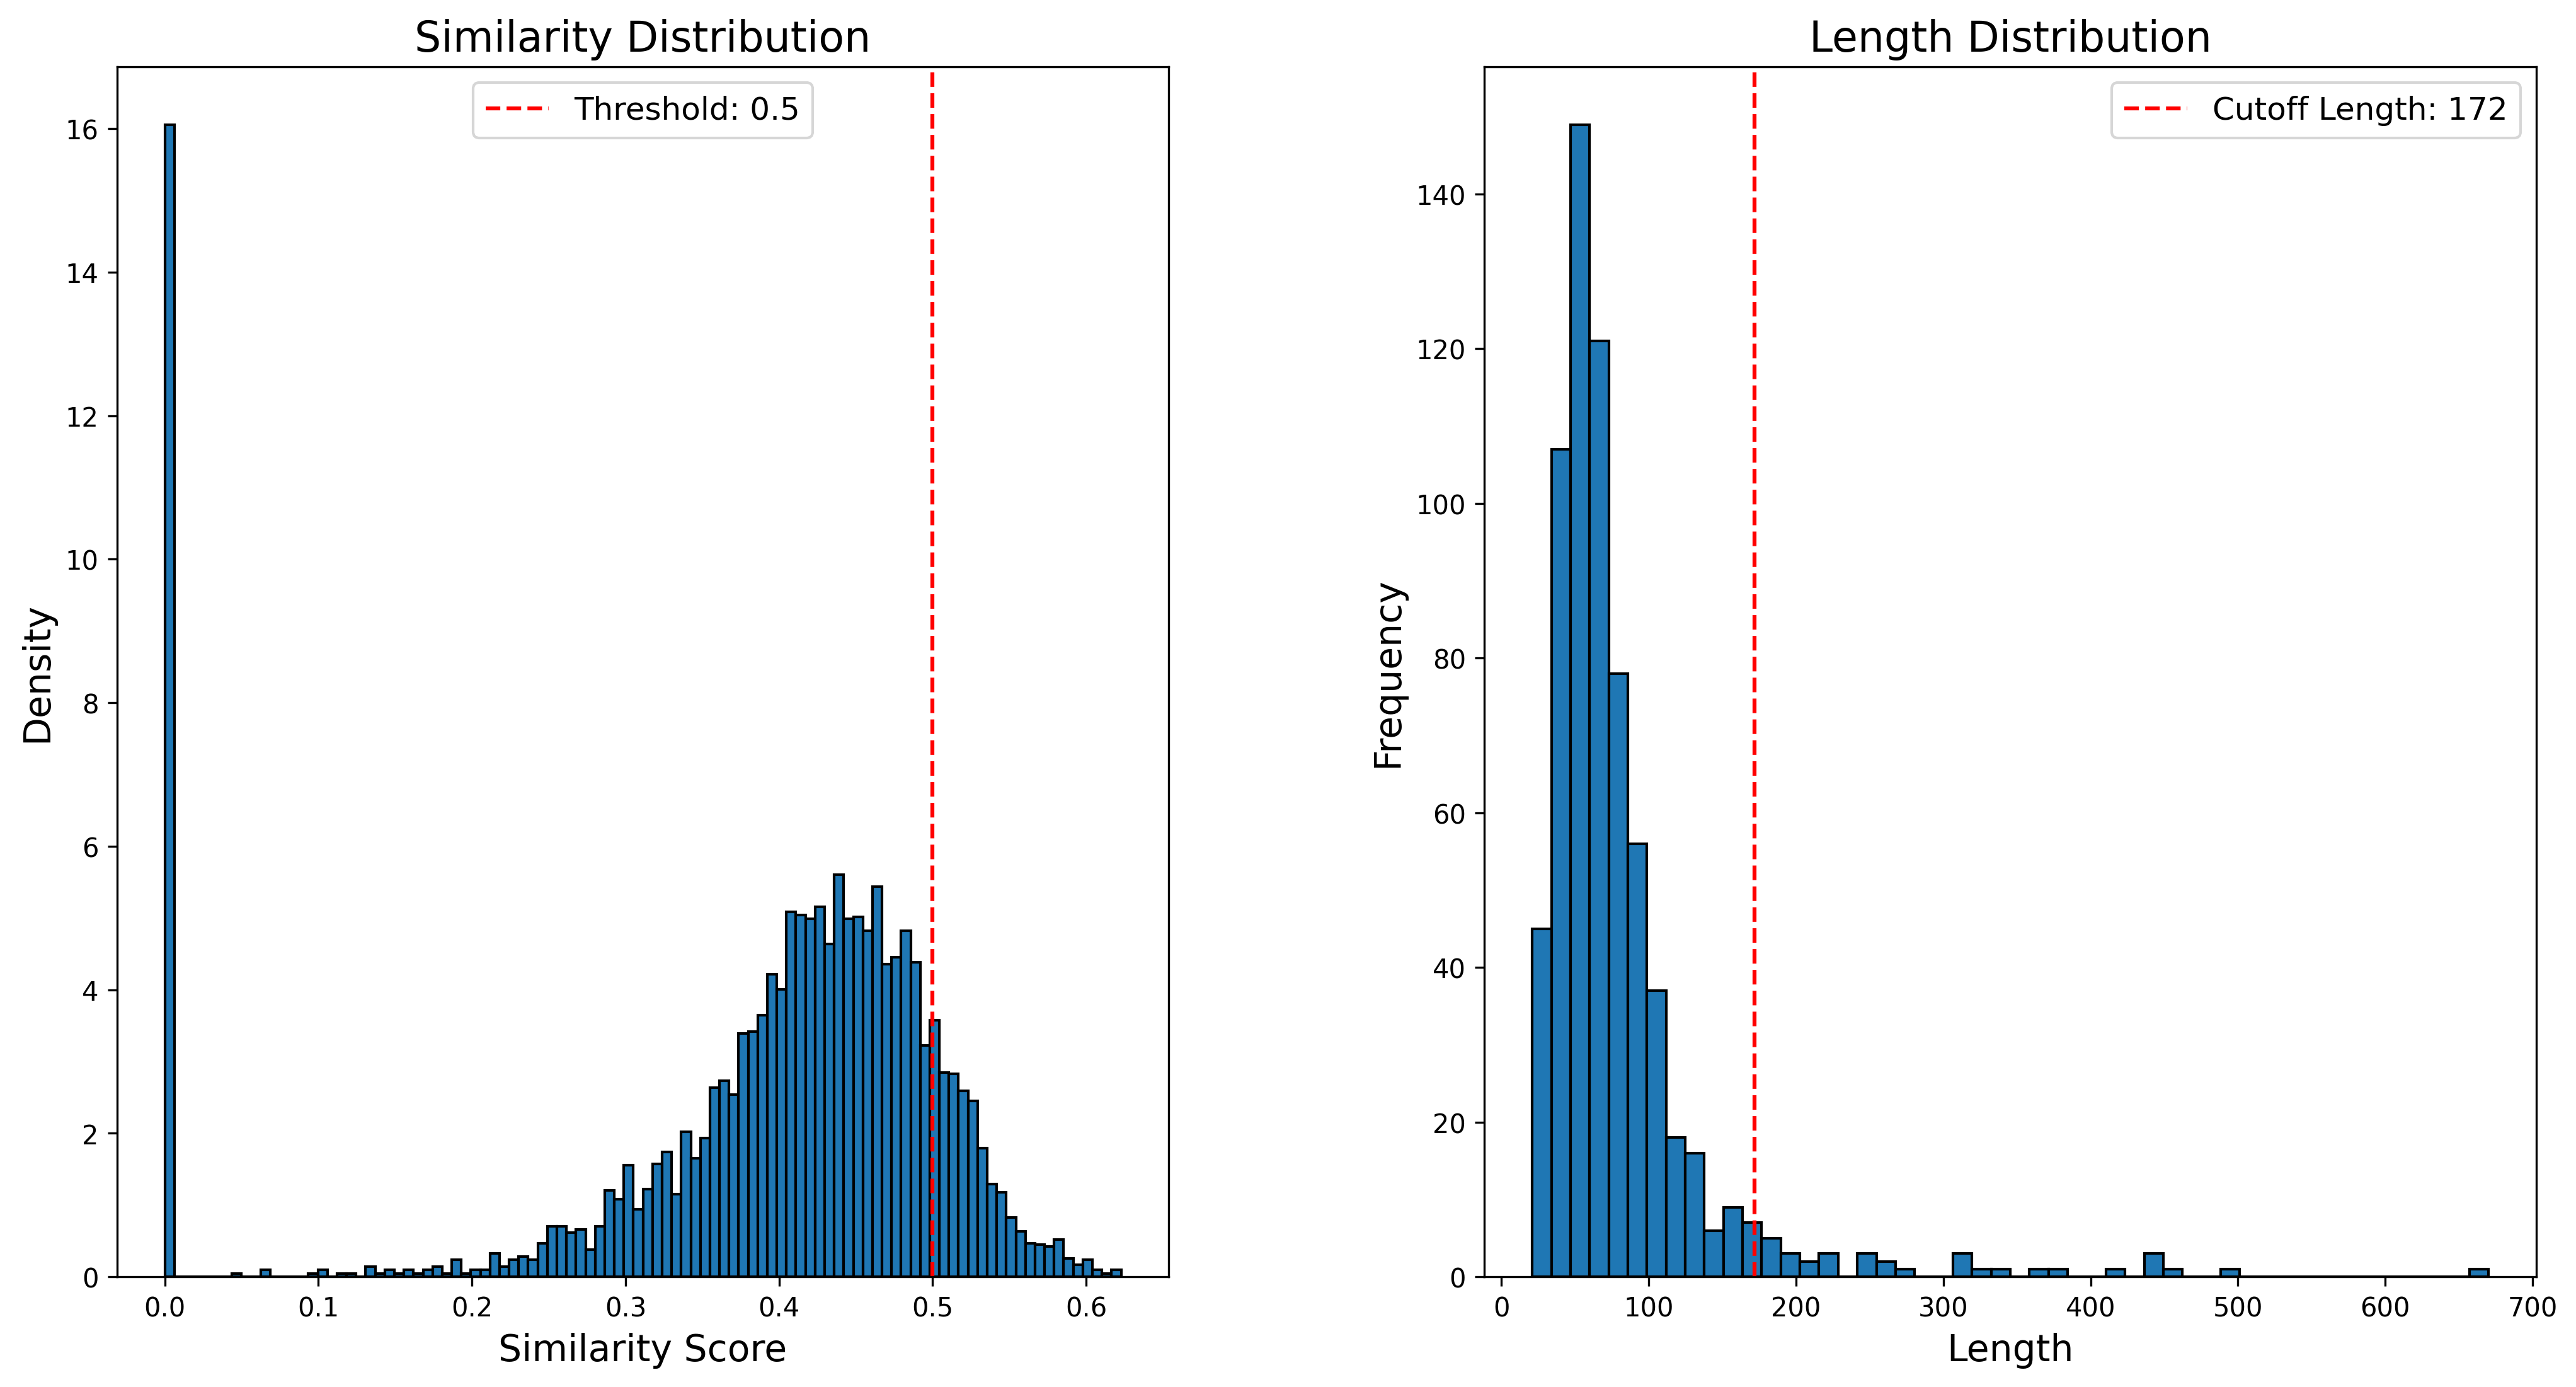 Similarity Distribution
Threshold: 0.5
16
14
12
10
8
6
4
2
0
Density
0.0 0.1 0.2 0.3 0.4 0.5 0.6
Similarity Score
Length Distribution
Cutoff Length: 172
140
120
100
80
60
40
20
0
Frequency
0 100 200 300 400 500 600 700
Length